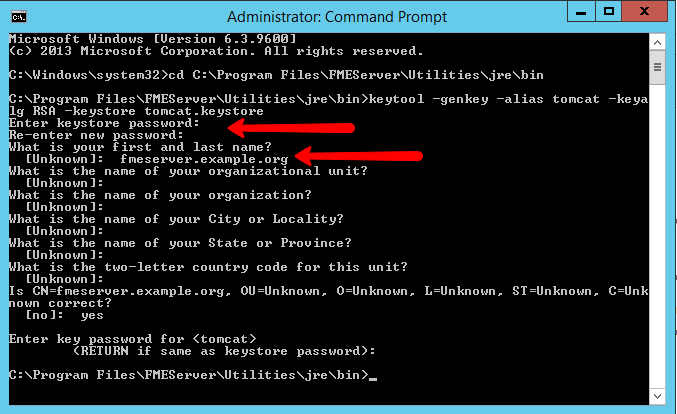 Administrator: Command Prompt
Microsoft Windows [Version 6.3.9600]
(c) 2013 Microsoft Corporation. All rights reserved.
C:\Windows\system32>cd C:\Program Files\FMEServer\Utilities\jre\bin
C:\Program Files\FMEServer\Utilities\jre\bin>keytool -genkey -alias tomcat -keya
lg RSA -keystore tomcat.keystore
Enter keystore password:
Re-enter new password:
What is your first and last name?
[Unknown]:  fmeserver.example.org
What is the name of your organizational unit?
[Unknown]:
What is the name of your organization?
[Unknown]:
What is the name of your City or Locality?
[Unknown]:
What is the name of your State or Province?
[Unknown]:
What is the two-letter country code for this unit?
[Unknown]:
Is CN=fmeserver.example.org, OU=Unknown, O=Unknown, L=Unknown, ST=Unknown, C=Unk
nown correct?
[no]:  yes
Enter key password for <tomcat>
(RETURN if same as keystore password):
C:\Program Files\FMEServer\Utilities\jre\bin>_